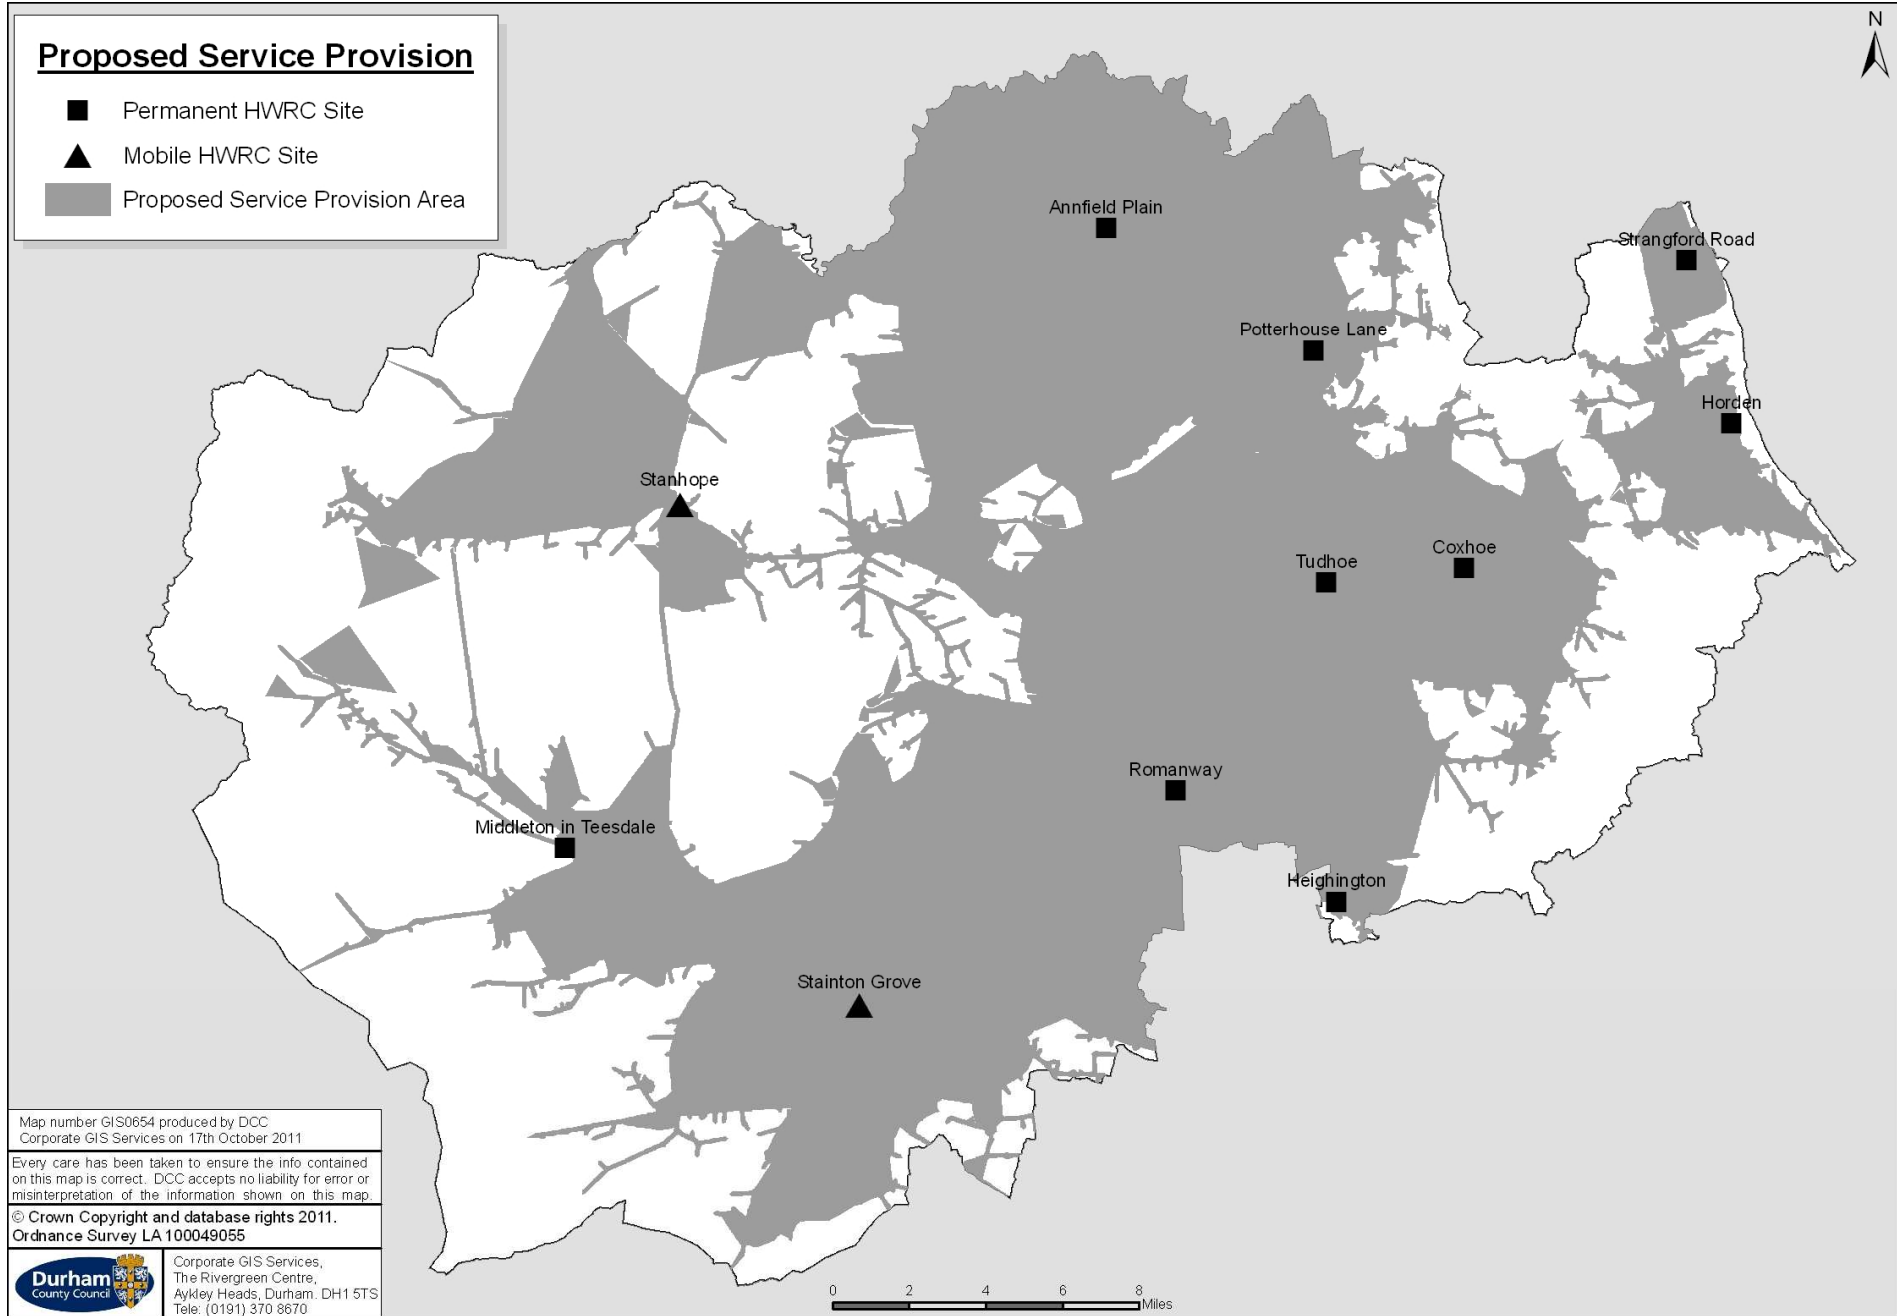 Proposed Service Provision
Permanent HWRC Site
Mobile HWRC Site
Proposed Service Provision Area
N
Annfield Plain
Strangford Road
Potterhouse Lane
Horden
Stanhope
Coxhoe
Tudhoe
Romanway
Middleton in Teesdale
Heighington
Stainton Grove
Map number GIS0654 produced by DCC
Corporate GIS Services on 17th October 2011
Every care has been taken to ensure the info contained
on this map is correct. DCC accepts no liability for error or
misinterpretation of the information shown on this map.
© Crown Copyright and database rights 2011.
Ordnance Survey LA 100049055
Durham
County Council
Corporate GIS Services,
The Rivergreen Centre,
Aykley Heads, Durham. DH1 5TS
Tele: (0191) 370 8670
0 2 4 6 8
Miles